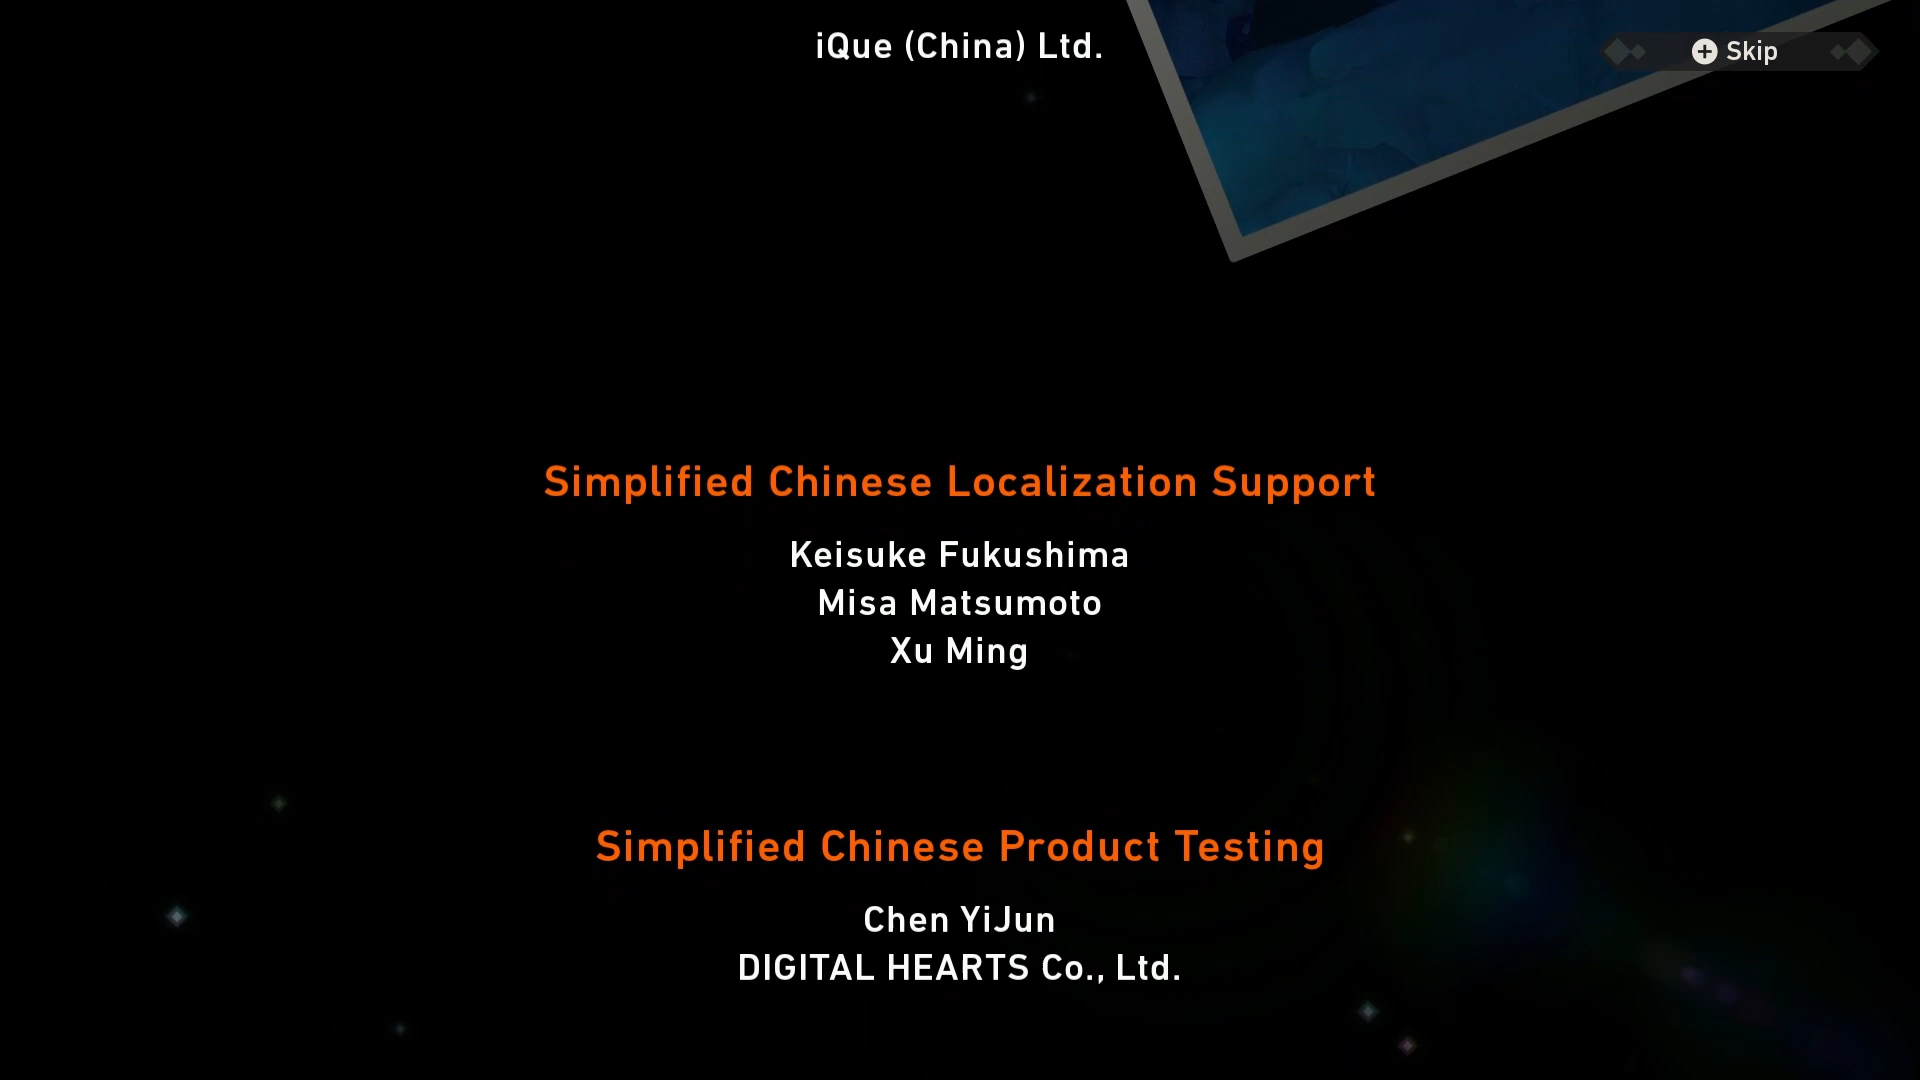 iQue (China) Ltd.
Skip
Simplified Chinese Localization Support
Keisuke Fukushima
Misa Matsumoto
Xu Ming
Simplified Chinese Product Testing
Chen YiJun
DIGITAL HEARTS Co., Ltd.